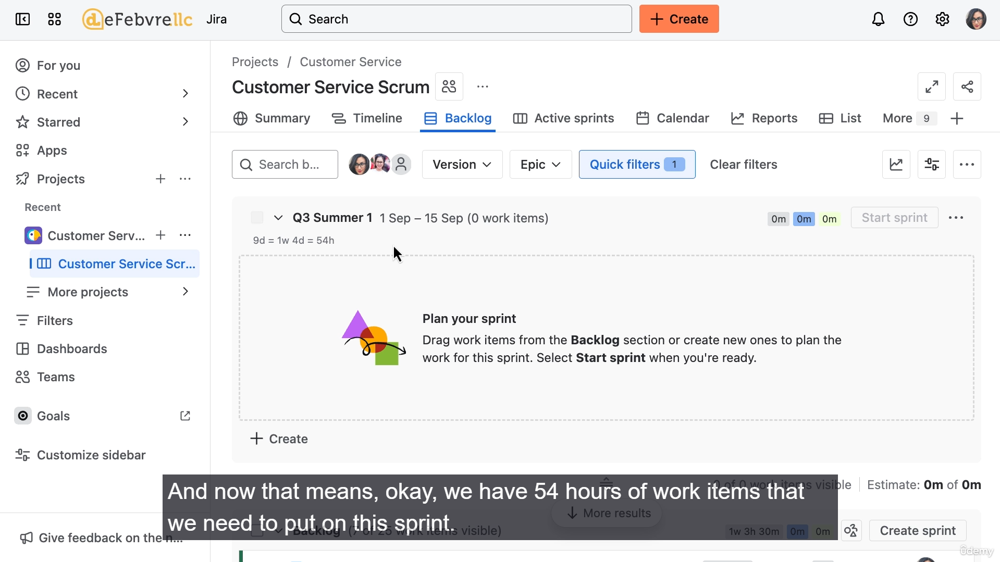 deFebvrellc Jira Search Create
For you
Recent
Starred
Apps
Projects
Recent
Customer Serv...
Customer Service Scr...
More projects
Filters
Dashboards
Teams
Goals
Customize sidebar
Give feedback on the n...
Projects / Customer Service
Customer Service Scrum
Summary Timeline Backlog Active sprints Calendar Reports List More 9
Search b... Version Epic Quick filters 1 Clear filters
Q3 Summer 1 1 Sep – 15 Sep (0 work items) 0m 0m 0m Start sprint
9d = 1w 4d = 54h
Plan your sprint
Drag work items from the Backlog section or create new ones to plan the
work for this sprint. Select Start sprint when you're ready.
Create
0 of 0 work items visible Estimate: 0m of 0m
And now that means, okay, we have 54 hours of work items that
we need to put on this sprint.
More results
Backlog (7 of 25 work items visible) 1w 3h 30m 0m 0m Create sprint
ûdemy